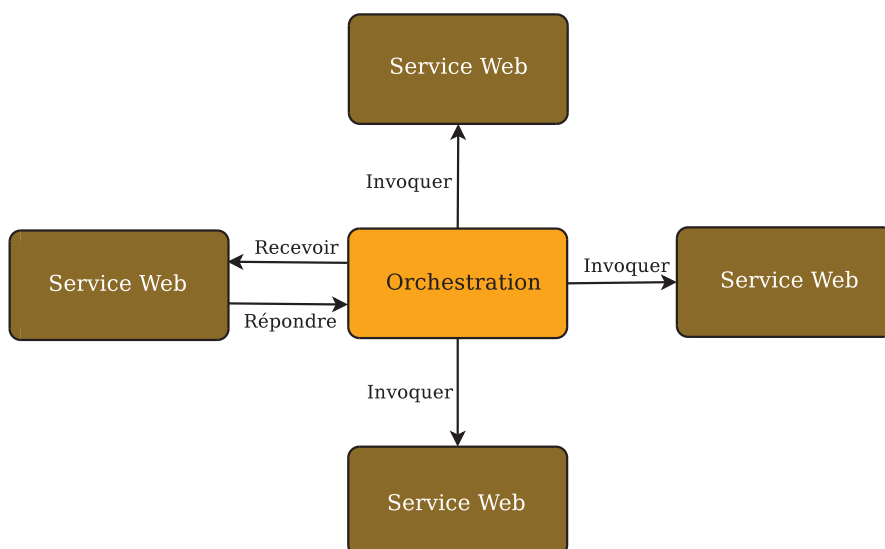 Service Web
Invoquer
Recevoir
Service Web
Orchestration
Invoquer
Service Web
Répondre
Invoquer
Service Web